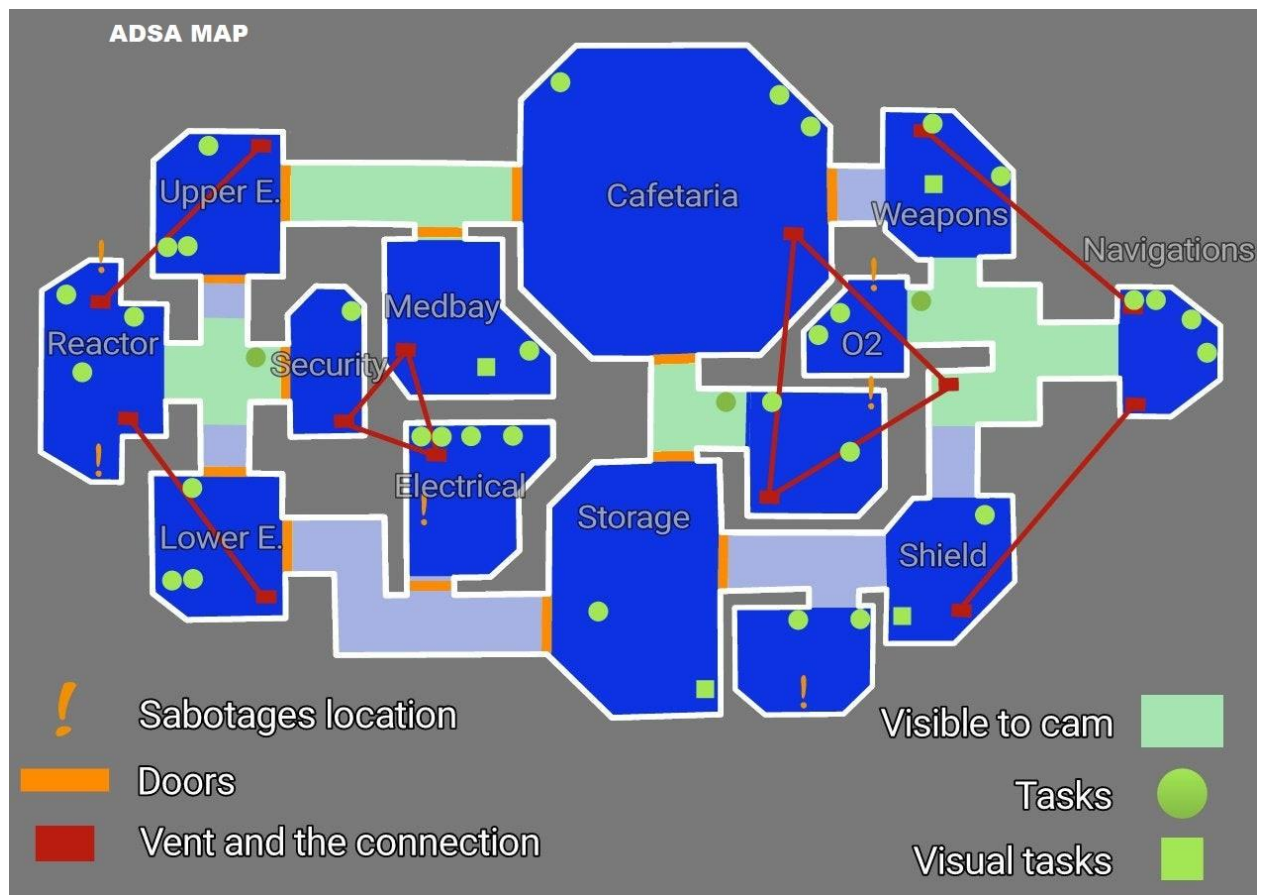 ADSA MAP
Cafetaria
Upper E.
Weapons
Navigations
Medbay
Reactor
Security
O2
Electrical
Storage
Lower E.
Shield
! Sabotages location
Doors
Vent and the connection
Visible to cam
Tasks
Visual tasks